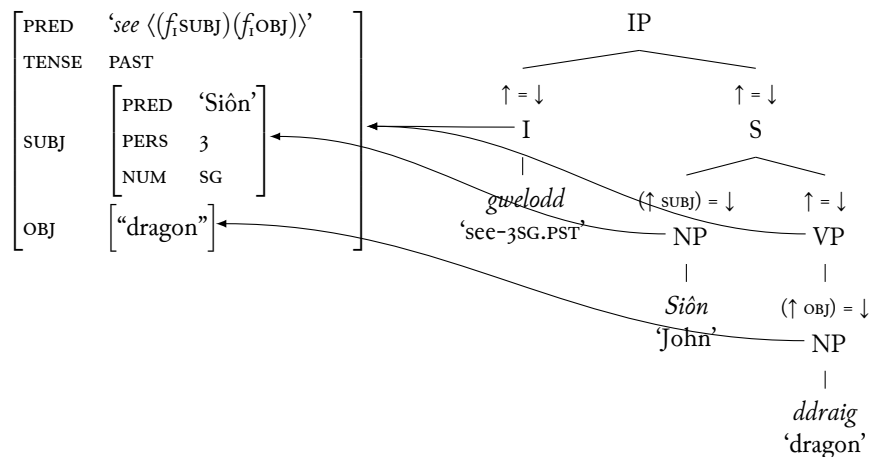 PRED ‘see ⟨(f₁SUBJ)(f₁OBJ)⟩’
TENSE PAST
SUBJ
PRED ‘Siôn’
PERS 3
NUM SG
OBJ [“dragon”]
IP
↑ = ↓
I
gwelodd
‘see-3SG.PST’
↑ = ↓
S
(↑ SUBJ) = ↓
NP
Siôn
‘John’
↑ = ↓
VP
(↑ OBJ) = ↓
NP
ddraig
‘dragon’